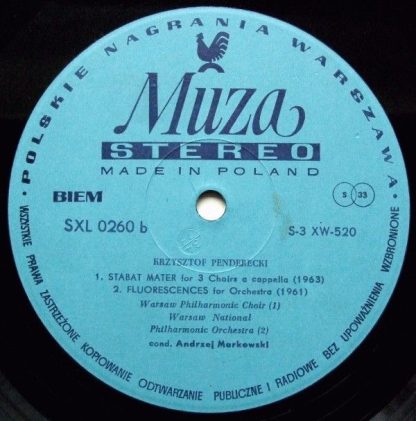 • POLSKIE NAGRANIA WARSZAWA •
Muza
STEREO
MADE IN POLAND
BIEM
S 33
SXL 0260 b
S-3 XW-520
KRZYSZTOF PENDERECKI
1. STABAT MATER for 3 Choirs a cappella (1963)
2. FLUORESCENCES for Orchestra (1961)
Warsaw Philharmonic Choir (1)
Warsaw National
Philharmonic Orchestra (2)
cond. Andrzej Markowski
WSZYSTKIE PRAWA ZASTRZEŻONE KOPIOWANIE ODTWARZANIE PUBLICZNE I RADIOWE BEZ UPOWAŻNIENIA WZBRONIONE